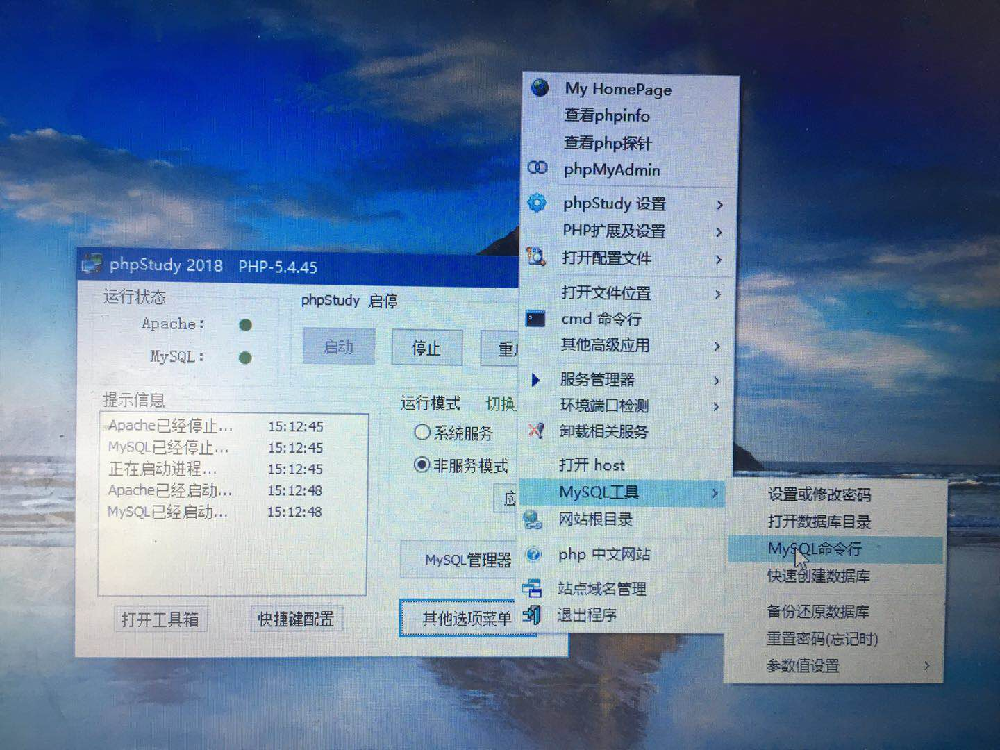 My HomePage
查看phpinfo
查看php探针
phpMyAdmin
phpStudy 设置
PHP扩展及设置
打开配置文件
打开文件位置
cmd 命令行
其他高级应用
服务管理器
环境端口检测
卸载相关服务
打开 host
MySQL工具
网站根目录
php 中文网站
站点域名管理
退出程序
设置或修改密码
打开数据库目录
MySQL命令行
快速创建数据库
备份还原数据库
重置密码(忘记时)
参数值设置
phpStudy 2018 PHP-5.4.45
运行状态
Apache:
MySQL:
phpStudy 启停
启动
停止
重
提示信息
Apache已经停止... 15:12:45
MySQL已经停止... 15:12:45
正在启动进程... 15:12:45
Apache已经启动... 15:12:48
MySQL已经启动... 15:12:48
运行模式 切换
系统服务
非服务模式
应
MySQL管理器
打开工具箱
快捷键配置
其他选项菜单